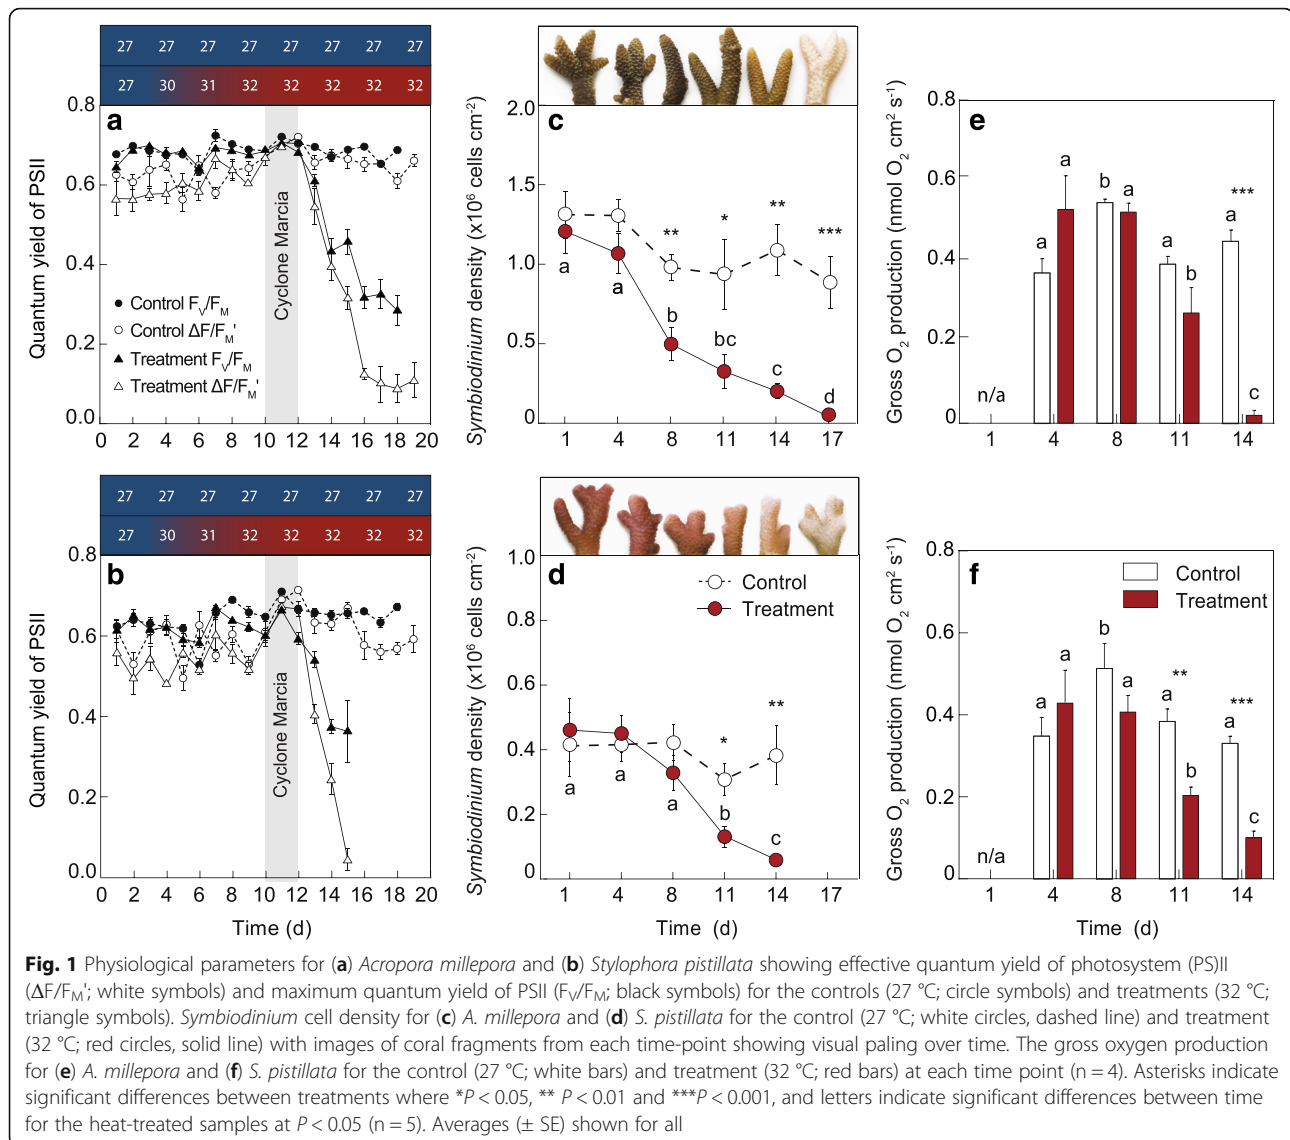 27 27 27 27 27 27 27 27
27 30 31 32 32 32 32 32
a
0.8
0.6
0.4
0.2
0.0
Quantum yield of PSII
Cyclone Marcia
Control FV/FM
Control ΔF/FM'
Treatment FV/FM
Treatment ΔF/FM'
0 2 4 6 8 10 12 14 16 18 20
c
2.0
1.5
1.0
0.5
0
Symbiodinium density (x10⁶ cells cm⁻²)
** * ** ***
a a b bc c d
1 4 8 11 14 17
e
0.8
0.6
0.4
0.2
0
Gross O₂ production (nmol O₂ cm² s⁻¹)
n/a a a b a a b a *** c
1 4 8 11 14
27 27 27 27 27 27 27 27
27 30 31 32 32 32 32 32
b
0.8
0.6
0.4
0.2
0.0
Quantum yield of PSII
Cyclone Marcia
0 2 4 6 8 10 12 14 16 18 20
Time (d)
d
Control
Treatment
1.0
0.8
0.6
0.4
0.2
0
Symbiodinium density (x10⁶ cells cm⁻²)
* **
a a a b c
1 4 8 11 14 17
Time (d)
f
Control
Treatment
0.8
0.6
0.4
0.2
0
Gross O₂ production (nmol O₂ cm² s⁻¹)
n/a a a b a a ** b a *** c
1 4 8 11 14
Time (d)
Fig. 1 Physiological parameters for (a) Acropora millepora and (b) Stylophora pistillata showing effective quantum yield of photosystem (PS)II
(ΔF/FM'; white symbols) and maximum quantum yield of PSII (FV/FM; black symbols) for the controls (27 °C; circle symbols) and treatments (32 °C;
triangle symbols). Symbiodinium cell density for (c) A. millepora and (d) S. pistillata for the control (27 °C; white circles, dashed line) and treatment
(32 °C; red circles, solid line) with images of coral fragments from each time-point showing visual paling over time. The gross oxygen production
for (e) A. millepora and (f) S. pistillata for the control (27 °C; white bars) and treatment (32 °C; red bars) at each time point (n = 4). Asterisks indicate
significant differences between treatments where *P < 0.05, ** P < 0.01 and ***P < 0.001, and letters indicate significant differences between time
for the heat-treated samples at P < 0.05 (n = 5). Averages (± SE) shown for all